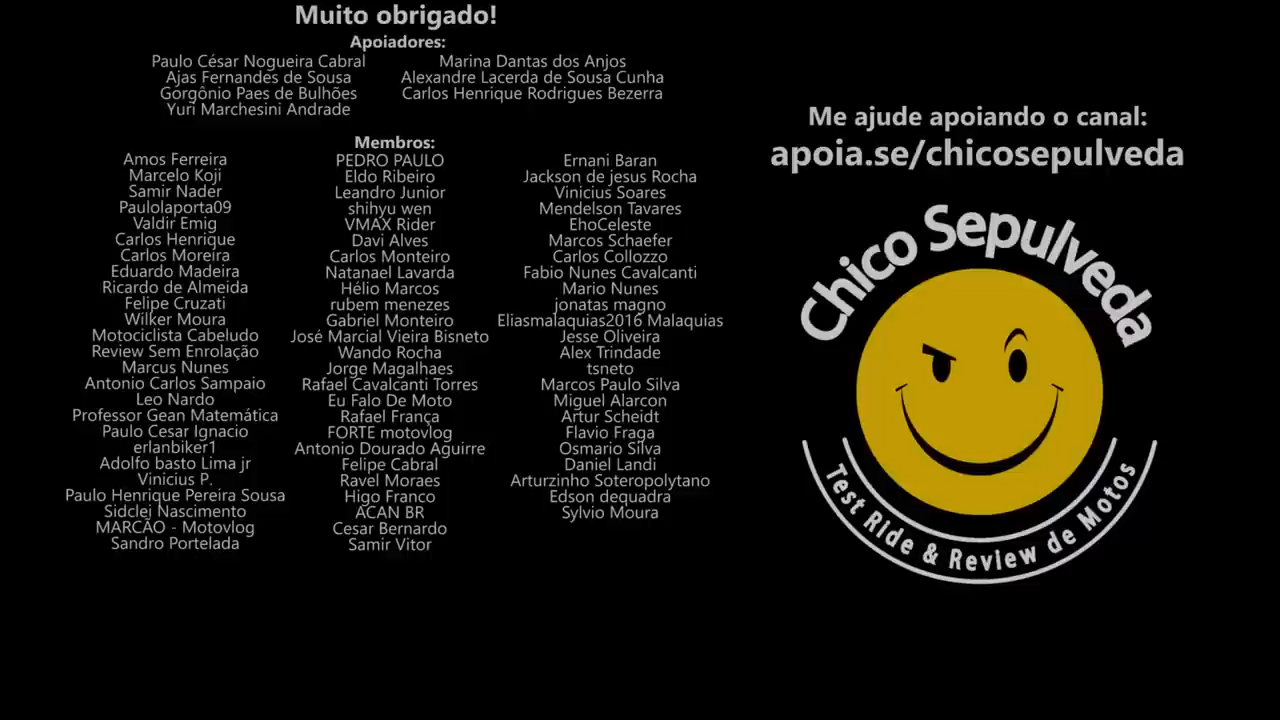 Muito obrigado!
Apoiadores:
Paulo César Nogueira Cabral
Ajas Fernandes de Sousa
Gorgônio Paes de Bulhões
Yuri Marchesini Andrade
Marina Dantas dos Anjos
Alexandre Lacerda de Sousa Cunha
Carlos Henrique Rodrigues Bezerra
Membros:
Amos Ferreira
Marcelo Koji
Samir Nader
Paulolaporta09
Valdir Emig
Carlos Henrique
Carlos Moreira
Eduardo Madeira
Ricardo de Almeida
Felipe Cruzati
Wilker Moura
Motociclista Cabeludo
Review Sem Enrolação
Marcus Nunes
Antonio Carlos Sampaio
Leo Nardo
Professor Gean Matemática
Paulo Cesar Ignacio
erlanbiker1
Adolfo basto Lima jr
Vinicius P.
Paulo Henrique Pereira Sousa
Sidclei Nascimento
MARCÃO - Motovlog
Sandro Portelada
PEDRO PAULO
Eldo Ribeiro
Leandro Junior
shihyu wen
VMAX Rider
Davi Alves
Carlos Monteiro
Natanael Lavarda
Hélio Marcos
rubem menezes
Gabriel Monteiro
José Marcial Vieira Bisneto
Wando Rocha
Jorge Magalhaes
Rafael Cavalcanti Torres
Eu Falo De Moto
Rafael França
FORTE motovlog
Antonio Dourado Aguirre
Felipe Cabral
Ravel Moraes
Higo Franco
ACAN BR
Cesar Bernardo
Samir Vitor
Ernani Baran
Jackson de jesus Rocha
Vinicius Soares
Mendelson Tavares
EhoCeleste
Marcos Schaefer
Carlos Collozzo
Fabio Nunes Cavalcanti
Mario Nunes
jonatas magno
Eliasmalaquias2016 Malaquias
Jesse Oliveira
Alex Trindade
tsneto
Marcos Paulo Silva
Miguel Alarcon
Artur Scheidt
Flavio Fraga
Osmario Silva
Daniel Landi
Arturzinho Soteropolytano
Edson dequadra
Sylvio Moura
Me ajude apoiando o canal:
apoia.se/chicosepulveda
Chico Sepulveda
Test Ride & Review de Motos